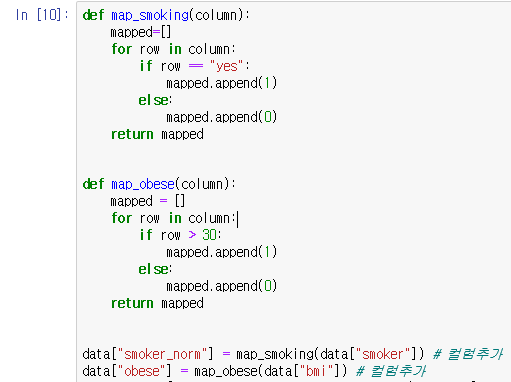 In [10]: def map_smoking(column):
    mapped=[]
    for row in column:
        if row == "yes":
            mapped.append(1)
        else:
            mapped.append(0)
    return mapped
def map_obese(column):
    mapped = []
    for row in column:
        if row > 30:
            mapped.append(1)
        else:
            mapped.append(0)
    return mapped
data["smoker_norm"] = map_smoking(data["smoker"]) # 컬럼추가
data["obese"] = map_obese(data["bmi"]) # 컬럼추가